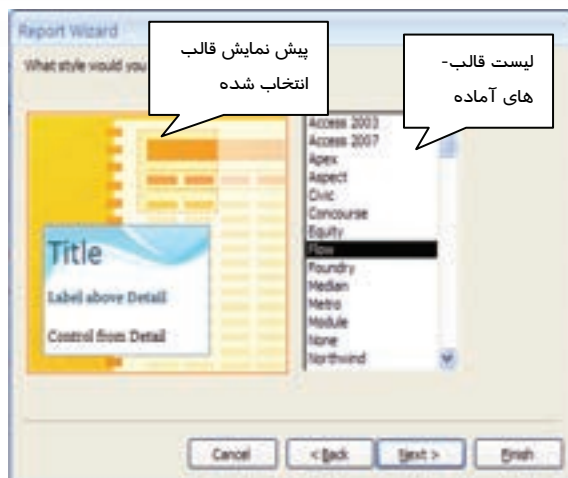 Report Wizard
What style would you
پیش نمایش قالب
انتخاب شده
لیست قالب-
های آماده
Title
Label above Detail
Control from Detail
Access 2003
Access 2007
Apex
Aspect
Civic
Concourse
Equity
Flow
Foundry
Median
Metro
Module
None
Northwind
Cancel
< Back
Next >
Finish